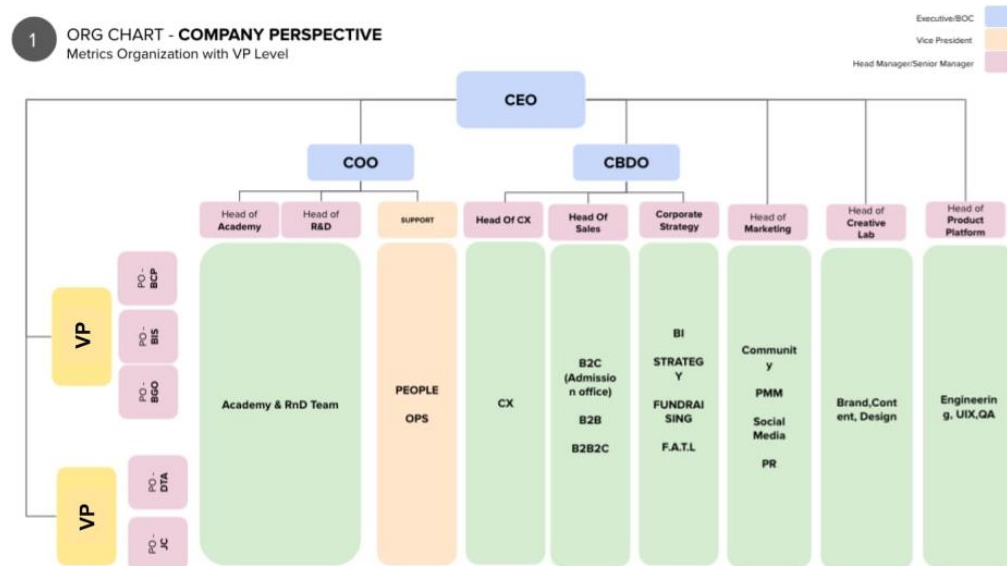 1
ORG CHART - COMPANY PERSPECTIVE
Metrics Organization with VP Level
Executive/BOC
Vice President
Head Manager/Senior Manager
CEO
COO
CBDO
Head of
Academy
Head of
R&D
SUPPORT
Head Of CX
Head Of
Sales
Corporate
Strategy
Head of
Marketing
Head of
Creative
Lab
Head of
Product
Platform
VP
PO -
BCP
PO -
BIS
PO -
BGO
VP
PO -
DTA
PO -
JC
Academy & RnD Team
PEOPLE
OPS
CX
B2C
(Admissio
n office)
B2B
B2B2C
BI
STRATEG
Y
FUNDRAI
SING
F.A.T.L
Communit
y
PMM
Social
Media
PR
Brand,Cont
ent, Design
Engineerin
g, UIX,QA